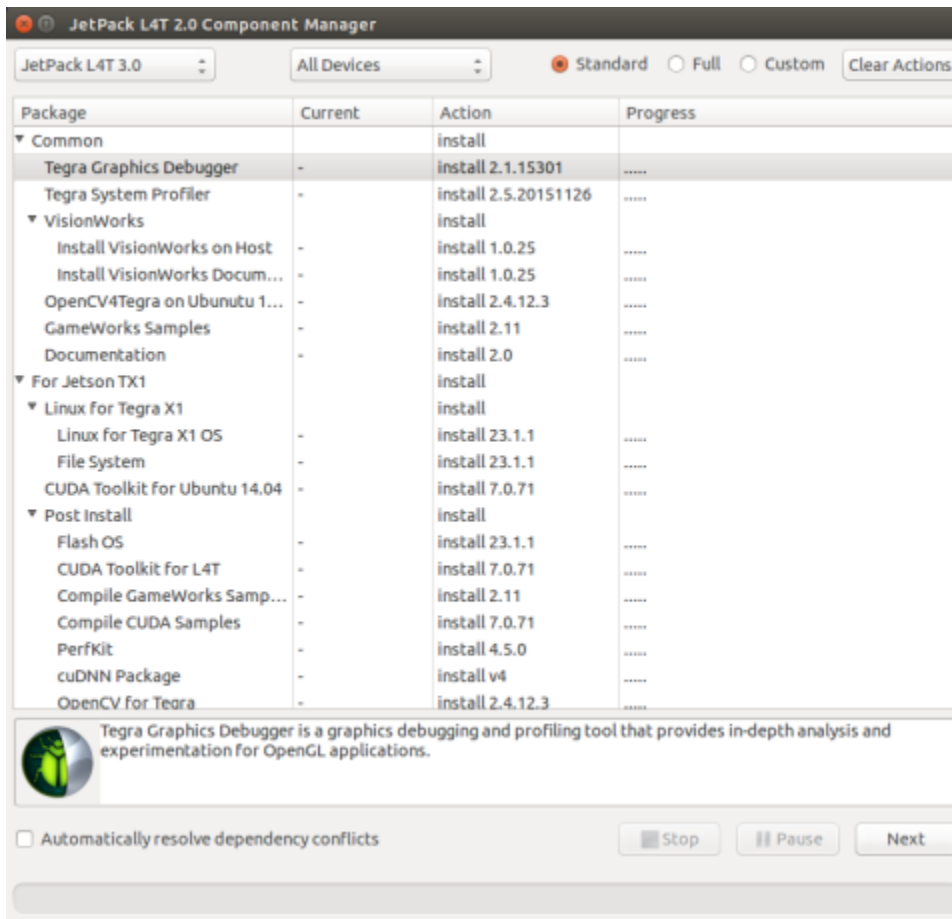 JetPack L4T 2.0 Component Manager
JetPack L4T 3.0 All Devices Standard Full Custom Clear Actions
Package Current Action Progress
Common install
Tegra Graphics Debugger - install 2.1.15301 .....
Tegra System Profiler - install 2.5.20151126 .....
VisionWorks install
Install VisionWorks on Host - install 1.0.25 .....
Install VisionWorks Docum... - install 1.0.25 .....
OpenCV4Tegra on Ubunutu 1... - install 2.4.12.3 .....
GameWorks Samples - install 2.11 .....
Documentation - install 2.0 .....
For Jetson TX1 install
Linux for Tegra X1 install
Linux for Tegra X1 OS - install 23.1.1 .....
File System - install 23.1.1 .....
CUDA Toolkit for Ubuntu 14.04 - install 7.0.71 .....
Post Install install
Flash OS - install 23.1.1 .....
CUDA Toolkit for L4T - install 7.0.71 .....
Compile GameWorks Samp... - install 2.11 .....
Compile CUDA Samples - install 7.0.71 .....
PerfKit - install 4.5.0 .....
cuDNN Package - install v4 .....
OpenCV for Tegra - install 2.4.12.3 .....
Tegra Graphics Debugger is a graphics debugging and profiling tool that provides in-depth analysis and
experimentation for OpenGL applications.
Automatically resolve dependency conflicts Stop Pause Next